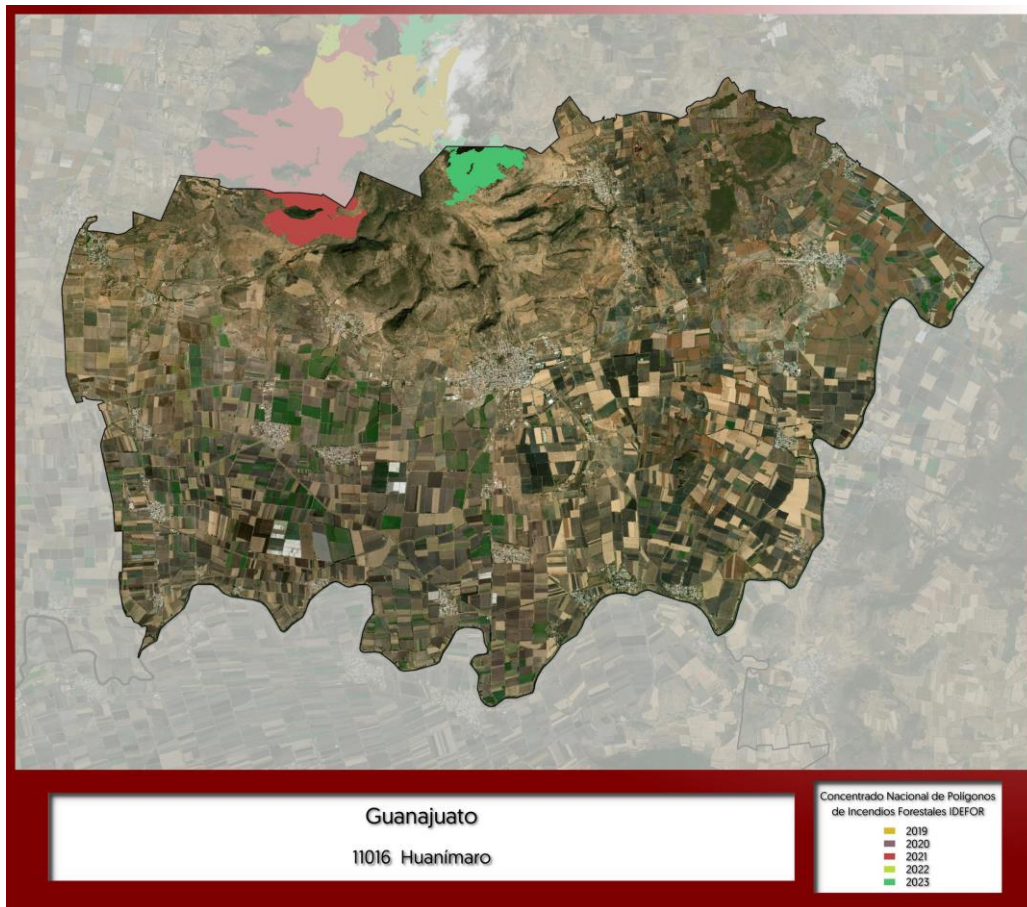 Guanajuato
11016 Huanímaro
Concentrado Nacional de Polígonos
de Incendios Forestales IDEFOR
2019
2020
2021
2022
2023